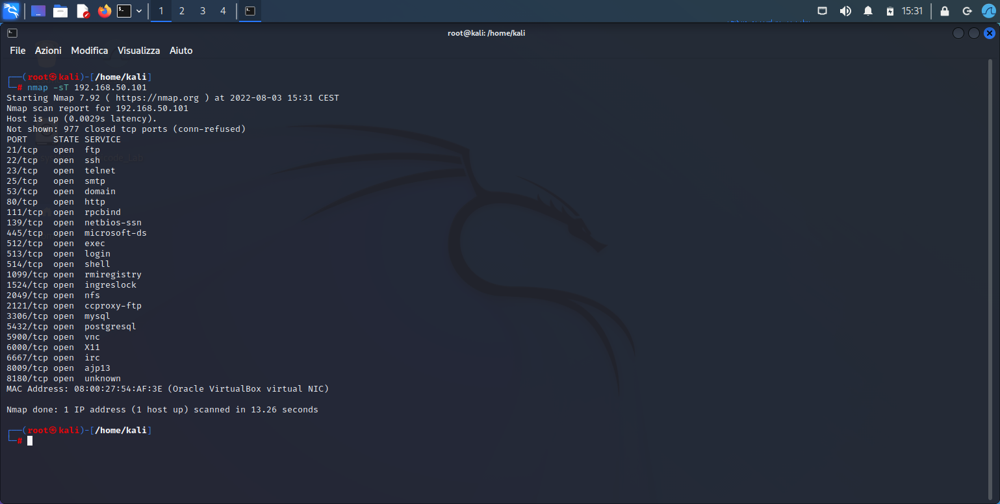 1 2 3 4 15:31
root@kali: /home/kali
File Azioni Modifica Visualizza Aiuto
┌──(root㉿kali)-[/home/kali]
└─# nmap -sT 192.168.50.101
Starting Nmap 7.92 ( https://nmap.org ) at 2022-08-03 15:31 CEST
Nmap scan report for 192.168.50.101
Host is up (0.0029s latency).
Not shown: 977 closed tcp ports (conn-refused)
PORT     STATE SERVICE
21/tcp   open  ftp
22/tcp   open  ssh
23/tcp   open  telnet
25/tcp   open  smtp
53/tcp   open  domain
80/tcp   open  http
111/tcp  open  rpcbind
139/tcp  open  netbios-ssn
445/tcp  open  microsoft-ds
512/tcp  open  exec
513/tcp  open  login
514/tcp  open  shell
1099/tcp open  rmiregistry
1524/tcp open  ingreslock
2049/tcp open  nfs
2121/tcp open  ccproxy-ftp
3306/tcp open  mysql
5432/tcp open  postgresql
5900/tcp open  vnc
6000/tcp open  X11
6667/tcp open  irc
8009/tcp open  ajp13
8180/tcp open  unknown
MAC Address: 08:00:27:54:AF:3E (Oracle VirtualBox virtual NIC)
Nmap done: 1 IP address (1 host up) scanned in 13.26 seconds
┌──(root㉿kali)-[/home/kali]
└─#